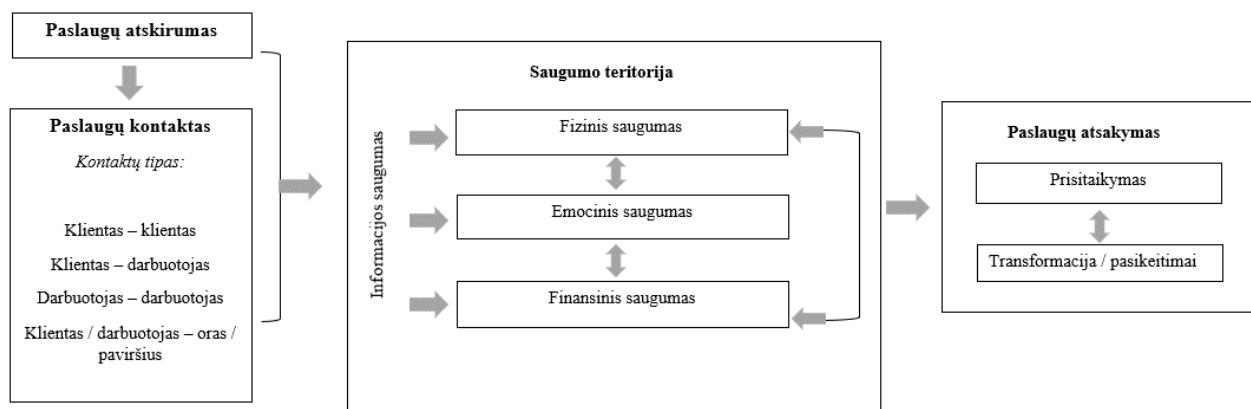 Paslaugų atskirumas
Paslaugų kontaktas
Kontaktų tipas:
Klientas – klientas
Klientas – darbuotojas
Darbuotojas – darbuotojas
Klientas / darbuotojas – oras /
paviršius
Saugumo teritorija
Informacijos saugumas
Fizinis saugumas
Emocinis saugumas
Finansinis saugumas
Paslaugų atsakymas
Prisitaikymas
Transformacija / pasikeitimai